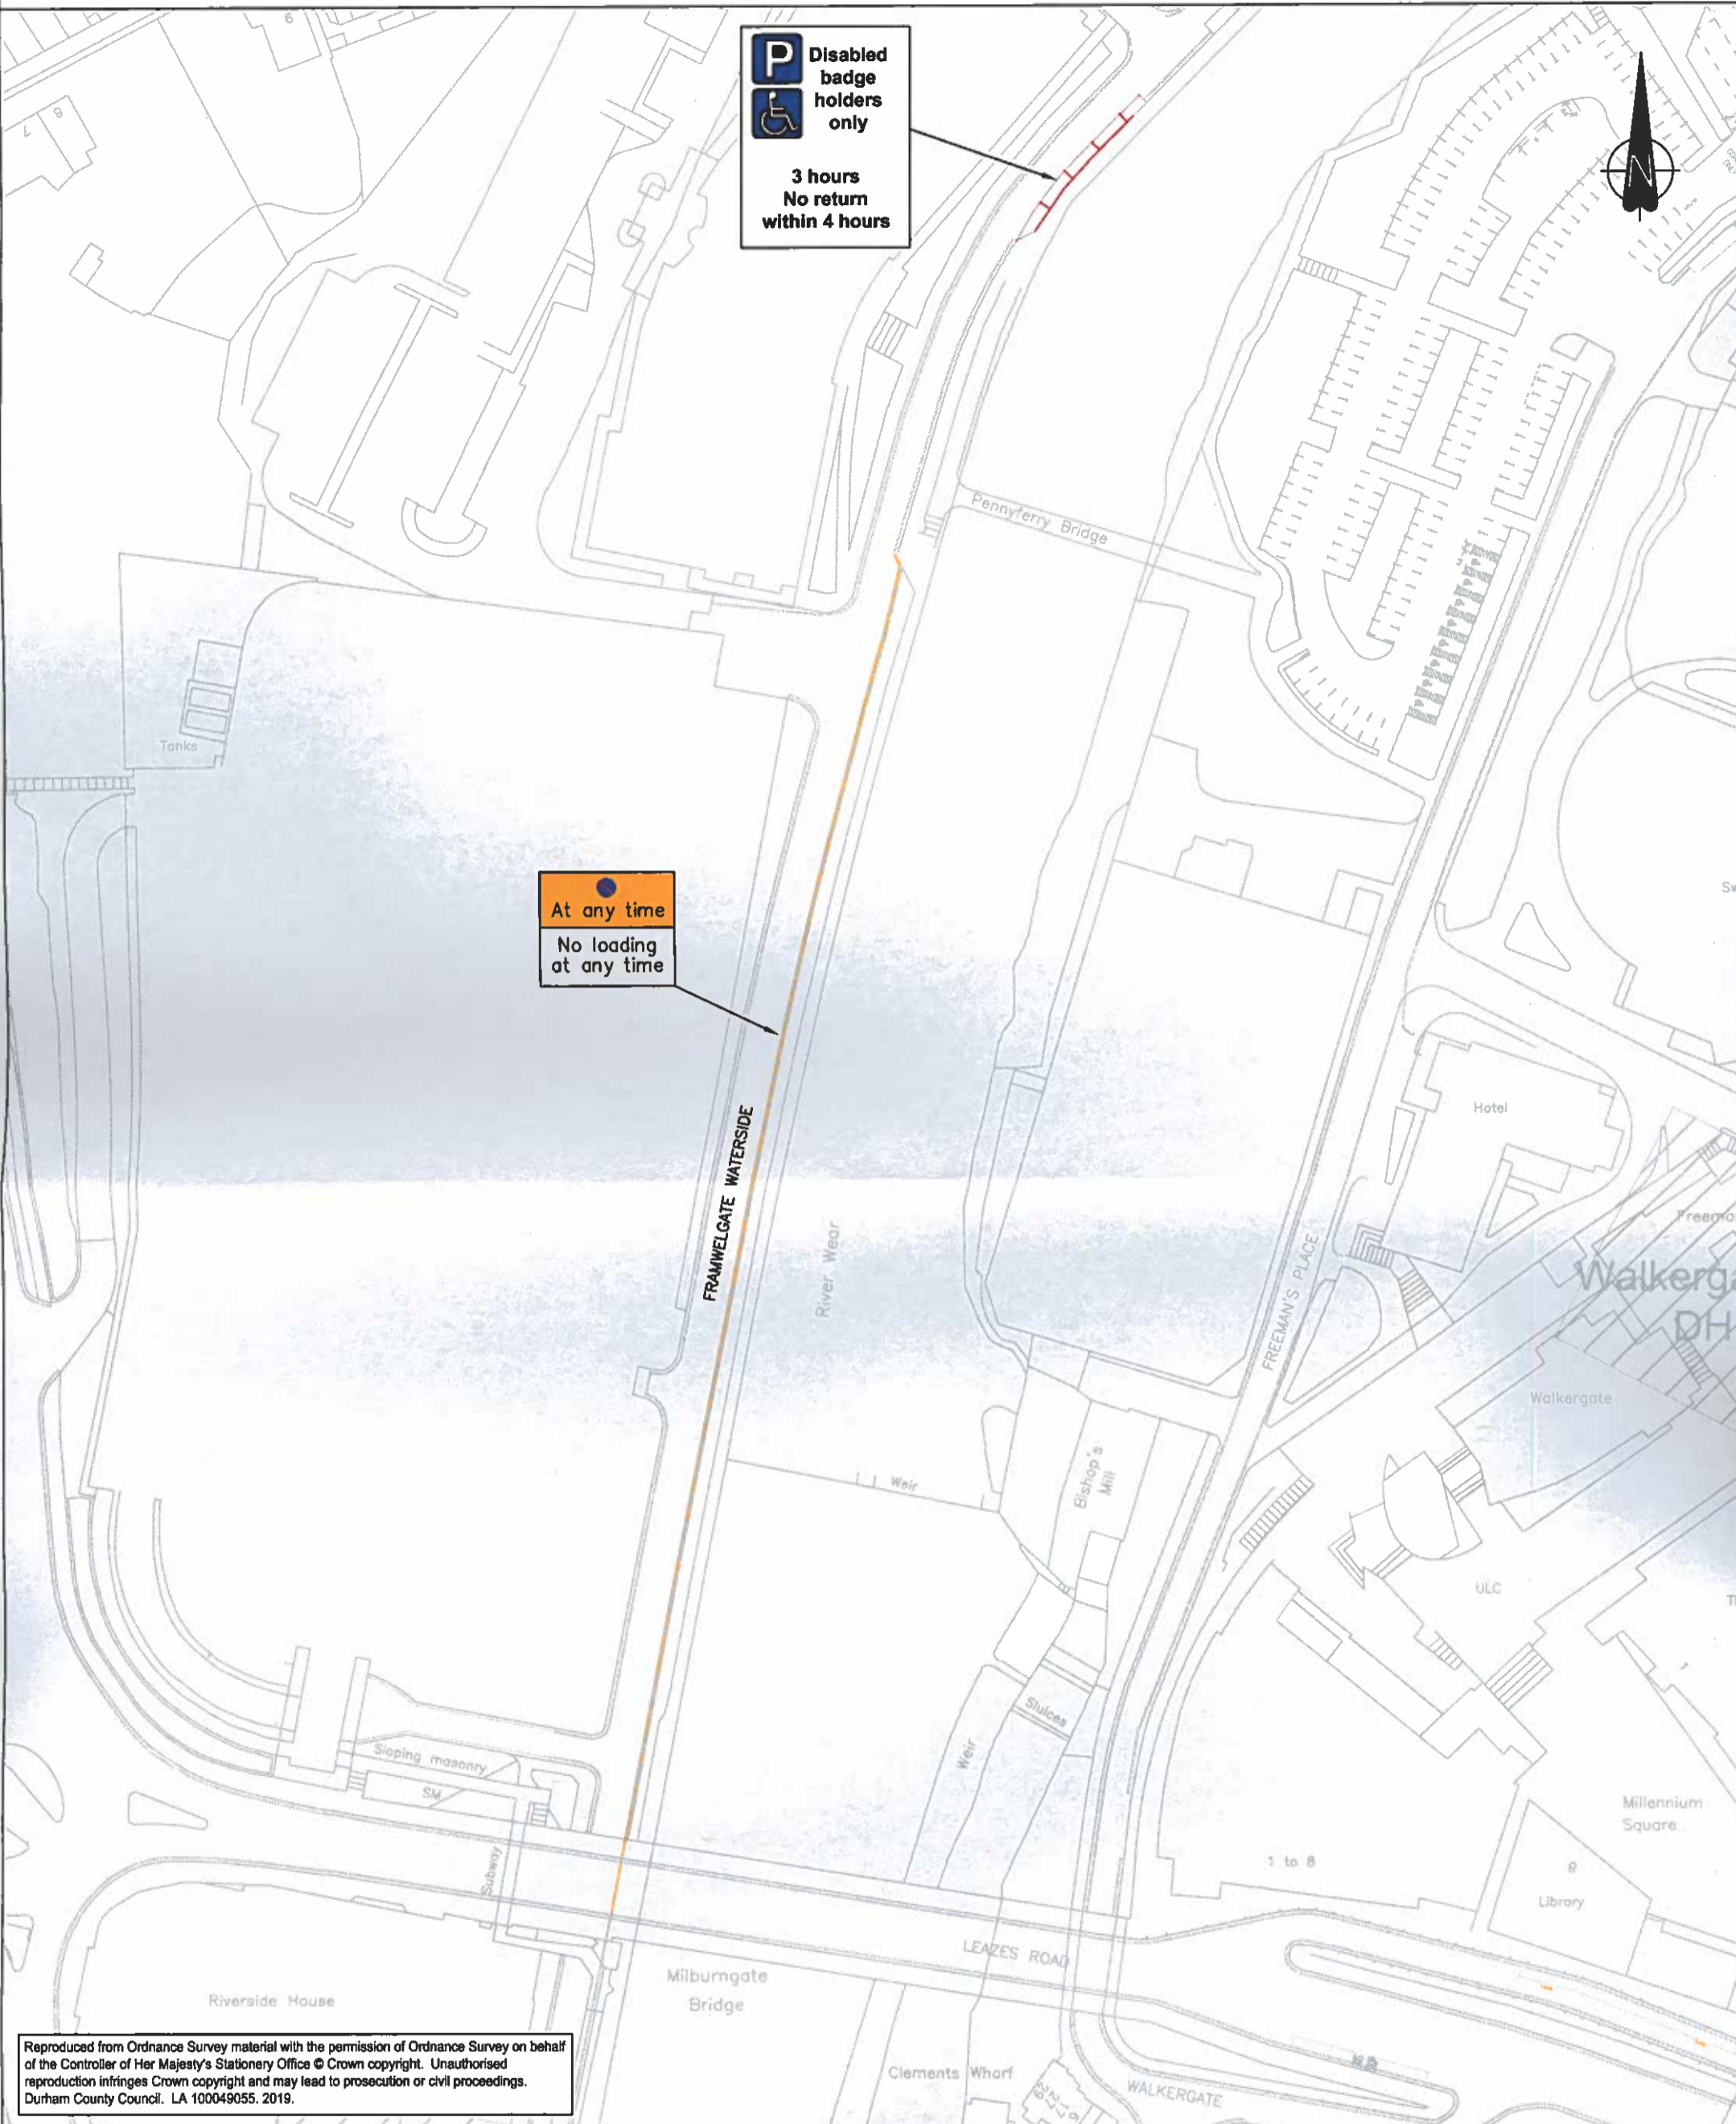 6
7
8
P Disabled
badge
holders
only
3 hours
No return
within 4 hours
N
Pennyferry Bridge
Tanks
At any time
No loading
at any time
FRAMWELGATE WATERSIDE
River Wear
Hotel
FREEMAN'S PLACE
Walkergate
Bishop's
Mill
Weir
ULC
Sluices
Weir
Sloping masonry
SM
Subway
Millennium
Square
1 to 8
Library
LEAZES ROAD
Milburngate
Bridge
Riverside House
Clements Wharf
WALKERGATE
Reproduced from Ordnance Survey material with the permission of Ordnance Survey on behalf
of the Controller of Her Majesty's Stationery Office © Crown copyright. Unauthorised
reproduction infringes Crown copyright and may lead to prosecution or civil proceedings.
Durham County Council. LA 100049055. 2019.